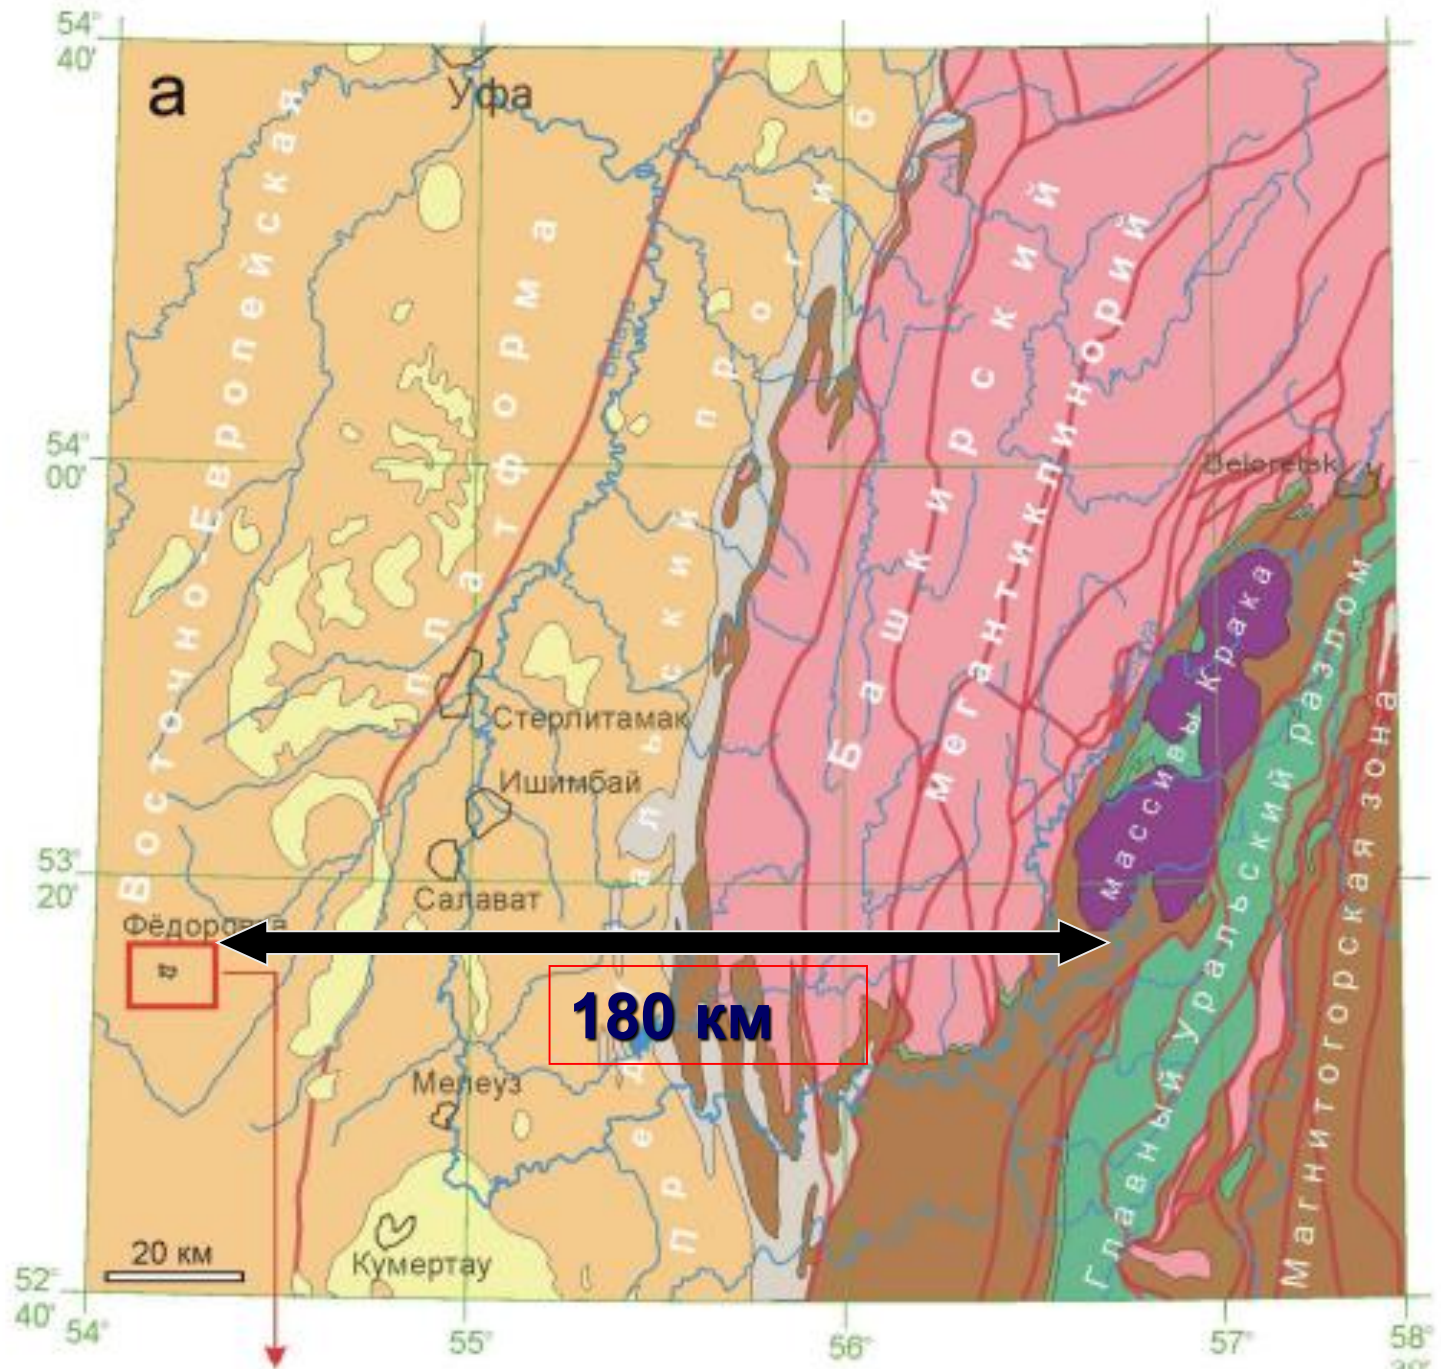 54°
40'
а
Уфа
Восточно-Европейская
платформа
Предуральский прогиб
Башкирский
мегантиклинорий
54°
00'
Beloretsk
массивы Крака
Главный Уральский разлом
Магнитогорская зона
Стерлитамак
Ишимбай
53°
20'
Салават
Фёдоровка
180 км
Мелеуз
Кумертау
20 км
52°
40'
54°
55°
56°
57°
58°